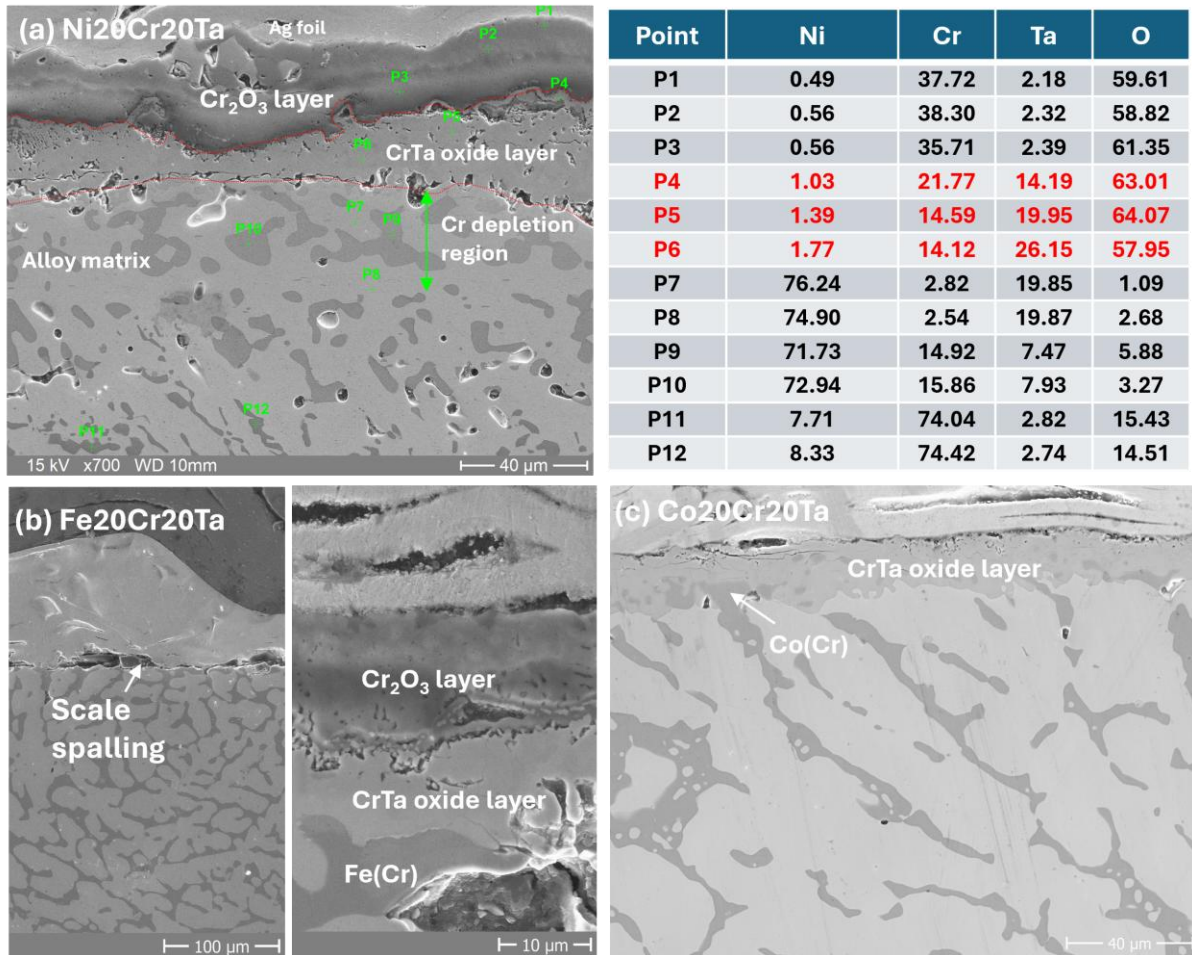 (a) Ni20Cr20Ta
Ag foil
P1
P2
P3
Cr₂O₃ layer
P4
P5
P6
CrTa oxide layer
P7
P9
P10
Cr depletion
region
Alloy matrix
P8
P12
P11
15 kV x700 WD 10mm
40 µm
Point Ni Cr Ta O
P1 0.49 37.72 2.18 59.61
P2 0.56 38.30 2.32 58.82
P3 0.56 35.71 2.39 61.35
P4 1.03 21.77 14.19 63.01
P5 1.39 14.59 19.95 64.07
P6 1.77 14.12 26.15 57.95
P7 76.24 2.82 19.85 1.09
P8 74.90 2.54 19.87 2.68
P9 71.73 14.92 7.47 5.88
P10 72.94 15.86 7.93 3.27
P11 7.71 74.04 2.82 15.43
P12 8.33 74.42 2.74 14.51
(b) Fe20Cr20Ta
Scale
spalling
100 µm
Cr₂O₃ layer
CrTa oxide layer
Fe(Cr)
10 µm
(c) Co20Cr20Ta
CrTa oxide layer
Co(Cr)
40 µm